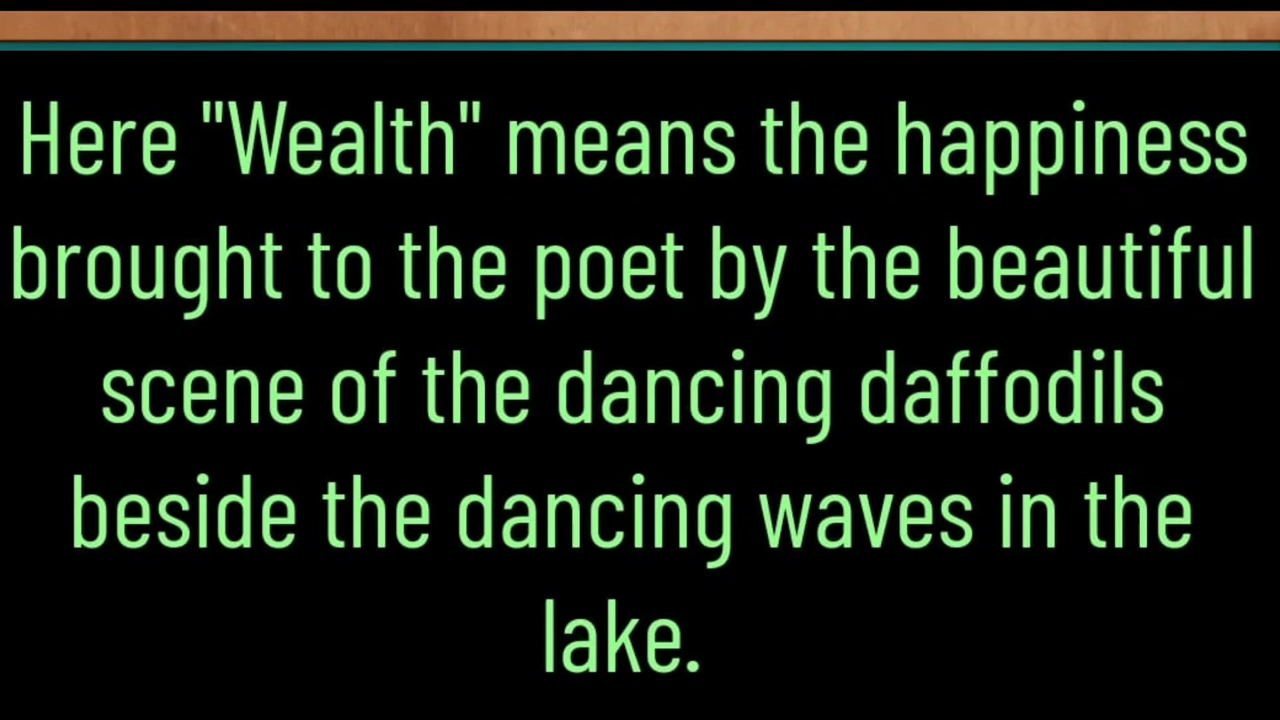 Here "Wealth" means the happiness
brought to the poet by the beautiful
scene of the dancing daffodils
beside the dancing waves in the
lake.